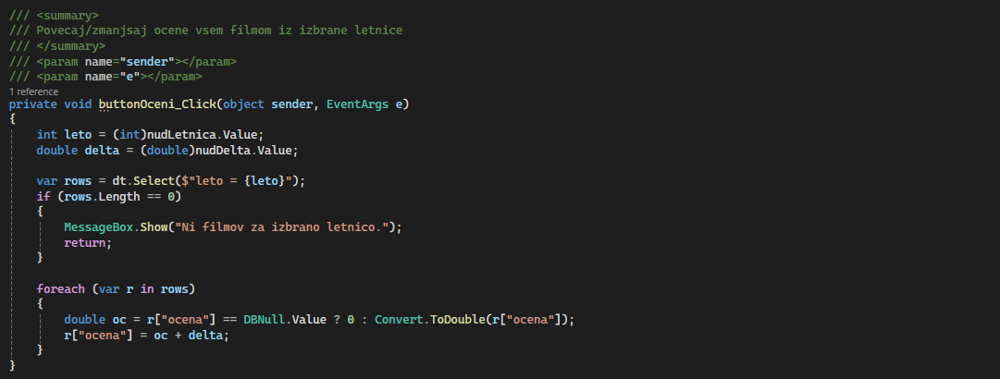 /// <summary>
/// Povecaj/zmanjsaj ocene vsem filmom iz izbrane letnice
/// </summary>
/// <param name="sender"></param>
/// <param name="e"></param>
1 reference
private void buttonOceni_Click(object sender, EventArgs e)
{
    int leto = (int)nudLetnica.Value;
    double delta = (double)nudDelta.Value;

    var rows = dt.Select($"leto = {leto}");
    if (rows.Length == 0)
    {
        MessageBox.Show("Ni filmov za izbrano letnico.");
        return;
    }

    foreach (var r in rows)
    {
        double oc = r["ocena"] == DBNull.Value ? 0 : Convert.ToDouble(r["ocena"]);
        r["ocena"] = oc + delta;
    }
}